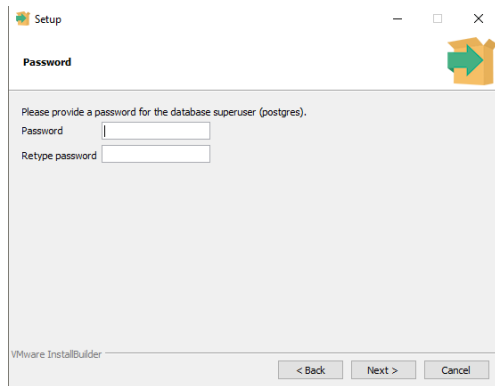 Setup
Password
Please provide a password for the database superuser (postgres).
Password
Retype password
VMware InstallBuilder
< Back Next > Cancel